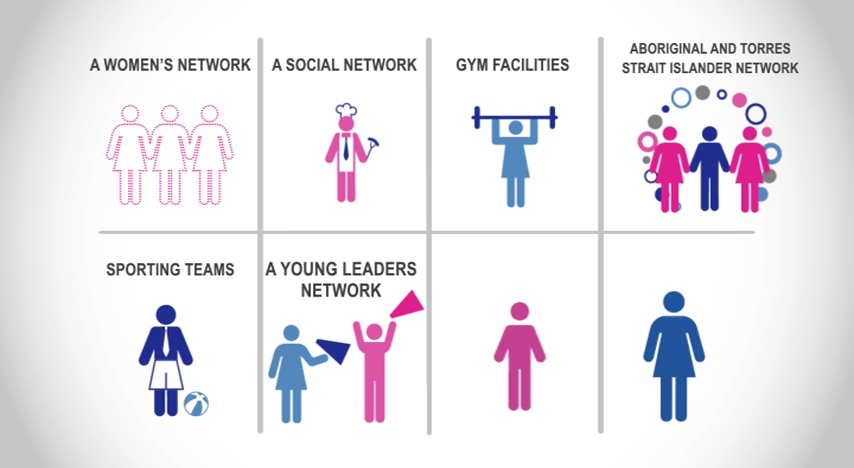 A WOMEN'S NETWORK
A SOCIAL NETWORK
GYM FACILITIES
ABORIGINAL AND TORRES
STRAIT ISLANDER NETWORK
SPORTING TEAMS
A YOUNG LEADERS
NETWORK